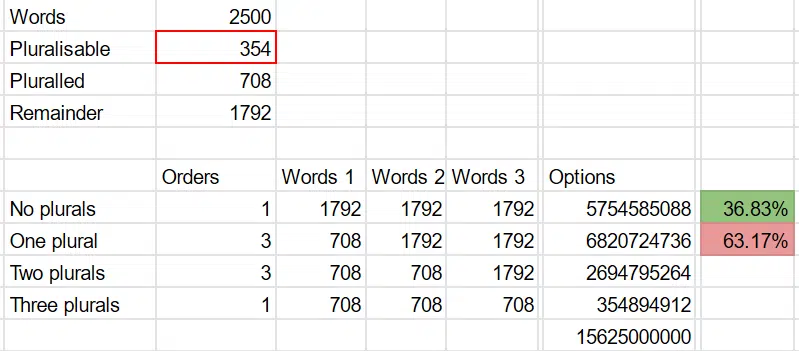 Words 2500
Pluralisable 354
Pluralled 708
Remainder 1792
Orders Words 1 Words 2 Words 3 Options
No plurals 1 1792 1792 1792 5754585088 36.83%
One plural 3 708 1792 1792 6820724736 63.17%
Two plurals 3 708 708 1792 2694795264
Three plurals 1 708 708 708 354894912
15625000000